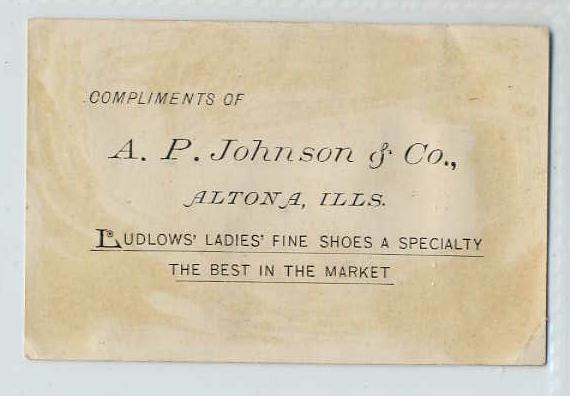 COMPLIMENTS OF
A. P. Johnson & Co.,
ALTONA, ILLS.
LUDLOWS' LADIES' FINE SHOES A SPECIALTY
THE BEST IN THE MARKET